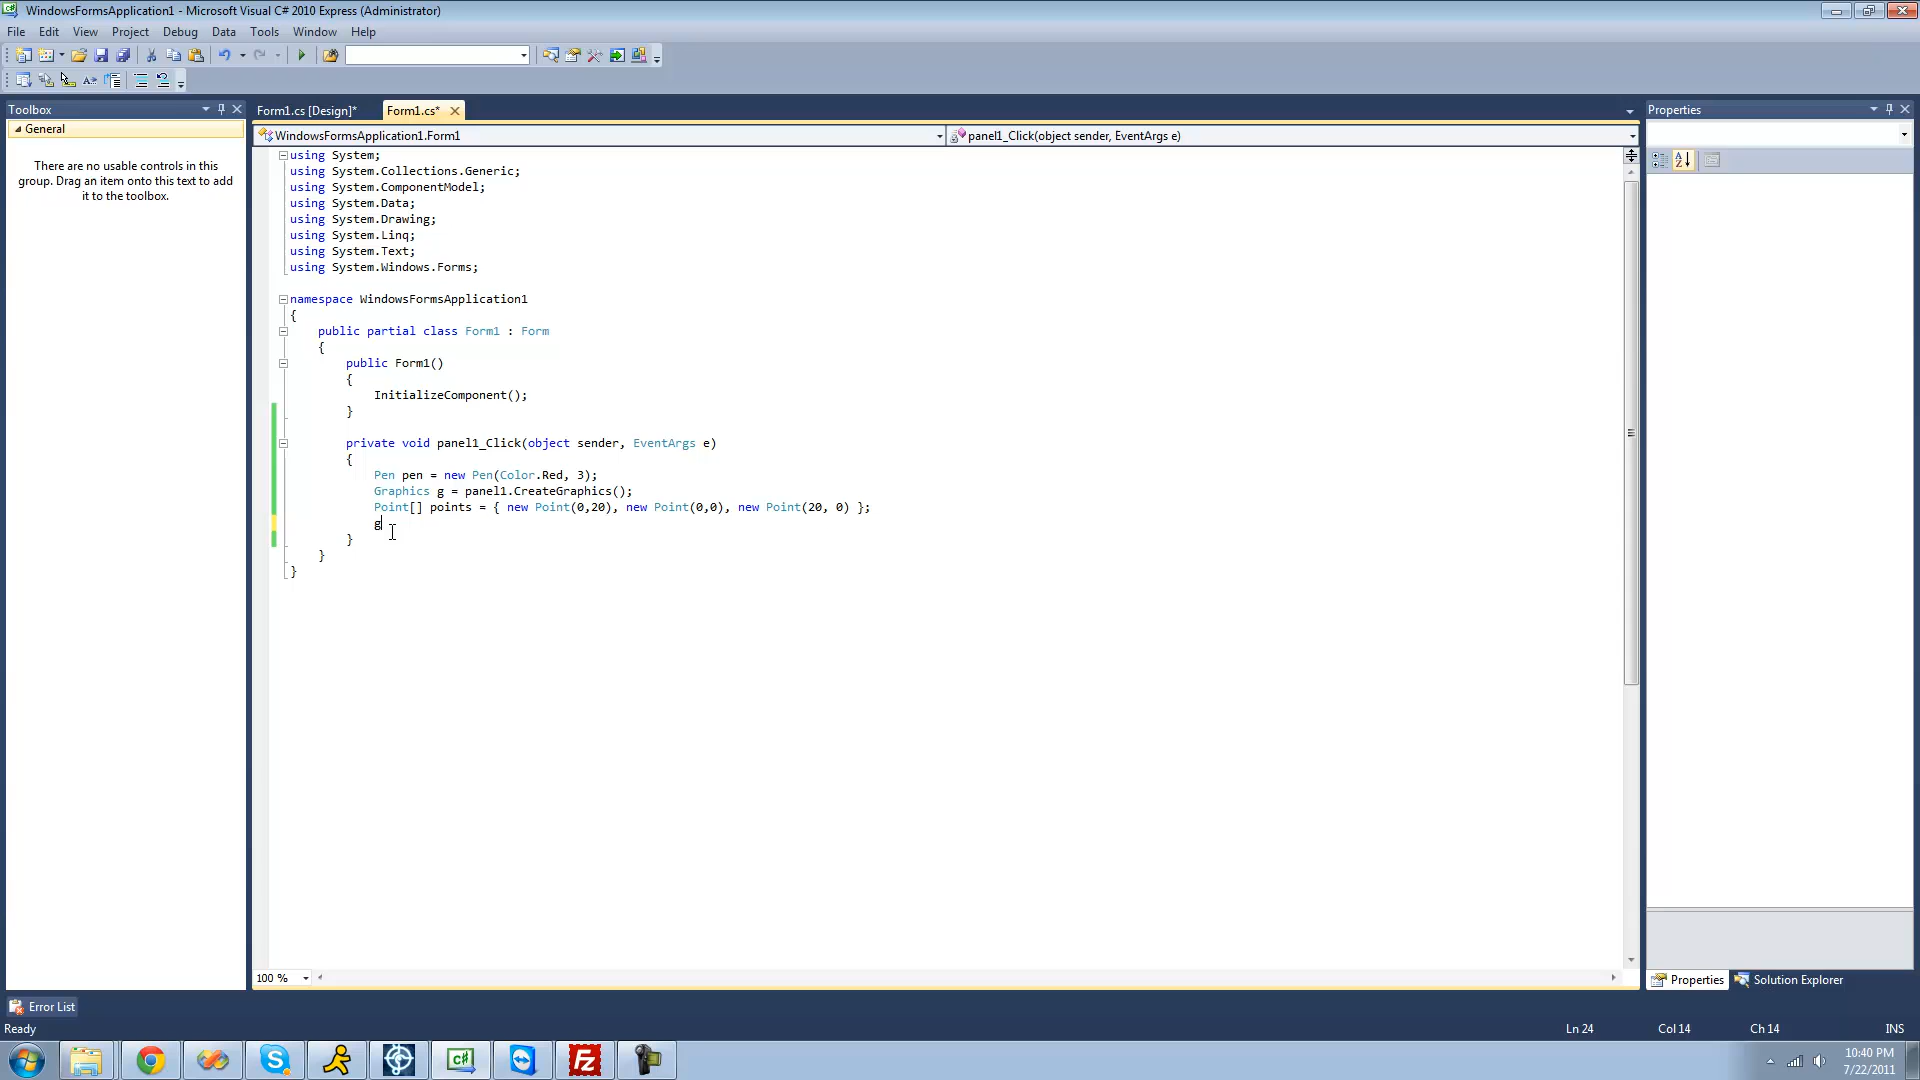 WindowsFormsApplication1 - Microsoft Visual C# 2010 Express (Administrator)
File Edit View Project Debug Data Tools Window Help
Toolbox
General
There are no usable controls in this
group. Drag an item onto this text to add
it to the toolbox.
Form1.cs [Design]* Form1.cs*
WindowsFormsApplication1.Form1 panel1_Click(object sender, EventArgs e)
using System;
using System.Collections.Generic;
using System.ComponentModel;
using System.Data;
using System.Drawing;
using System.Linq;
using System.Text;
using System.Windows.Forms;
namespace WindowsFormsApplication1
{
public partial class Form1 : Form
{
public Form1()
{
InitializeComponent();
}
private void panel1_Click(object sender, EventArgs e)
{
Pen pen = new Pen(Color.Red, 3);
Graphics g = panel1.CreateGraphics();
Point[] points = { new Point(0,20), new Point(0,0), new Point(20, 0) };
g
}
}
}
100 %
Properties
Properties Solution Explorer
Error List
Ready Ln 24 Col 14 Ch 14 INS
10:40 PM
7/22/2011